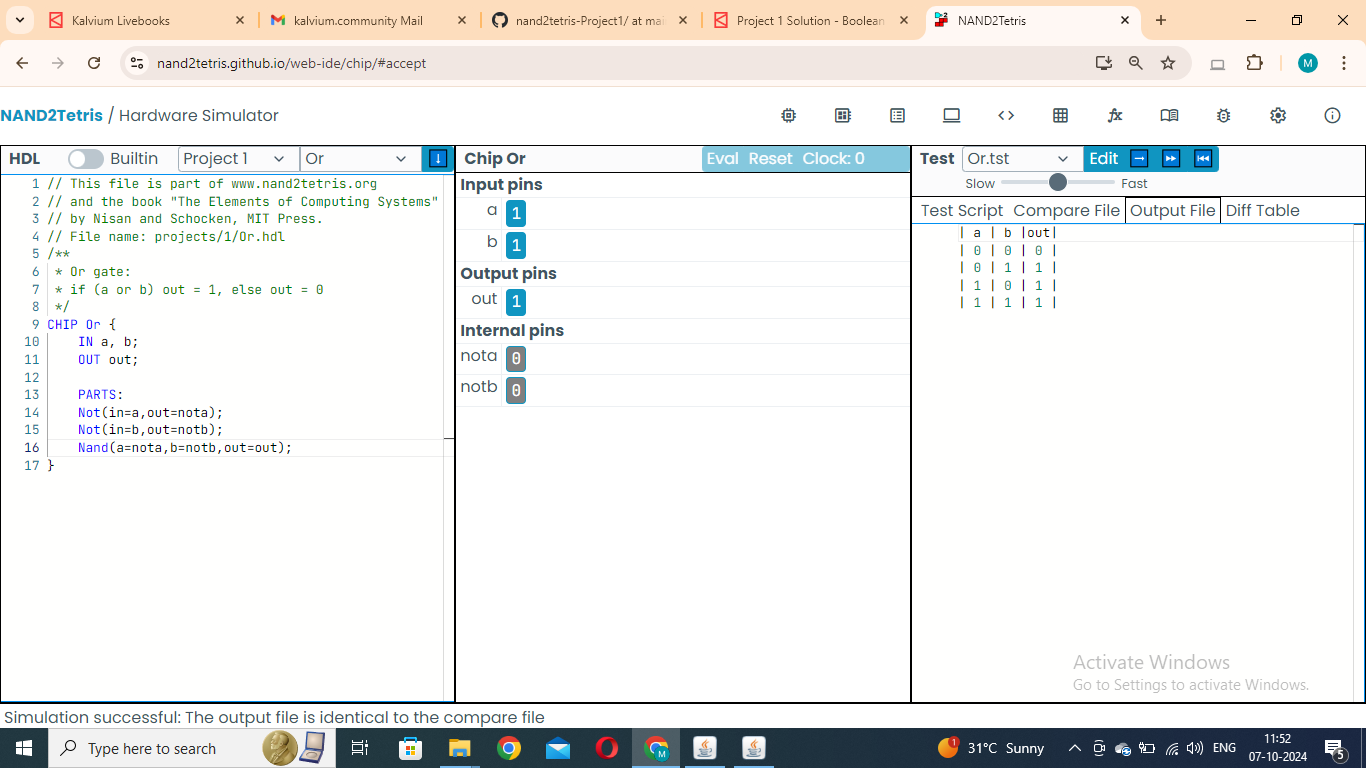 Kalvium Livebooks
kalvium.community Mail
nand2tetris-Project1/ at mai
Project 1 Solution - Boolean
NAND2Tetris
nand2tetris.github.io/web-ide/chip/#accept
M
NAND2Tetris / Hardware Simulator
HDL Builtin Project 1 Or
1 // This file is part of www.nand2tetris.org
2 // and the book "The Elements of Computing Systems"
3 // by Nisan and Schocken, MIT Press.
4 // File name: projects/1/Or.hdl
5 /**
6 * Or gate:
7 * if (a or b) out = 1, else out = 0
8 */
9 CHIP Or {
10 IN a, b;
11 OUT out;
12
13 PARTS:
14 Not(in=a,out=nota);
15 Not(in=b,out=notb);
16 Nand(a=nota,b=notb,out=out);
17 }
Chip Or Eval Reset Clock: 0
Input pins
a 1
b 1
Output pins
out 1
Internal pins
nota 0
notb 0
Test Or.tst Edit
Slow Fast
Test Script Compare File Output File Diff Table
| a | b |out|
| 0 | 0 | 0 |
| 0 | 1 | 1 |
| 1 | 0 | 1 |
| 1 | 1 | 1 |
Activate Windows
Go to Settings to activate Windows.
Simulation successful: The output file is identical to the compare file
Type here to search
M
1
31°C Sunny
ENG
11:52
07-10-2024
5